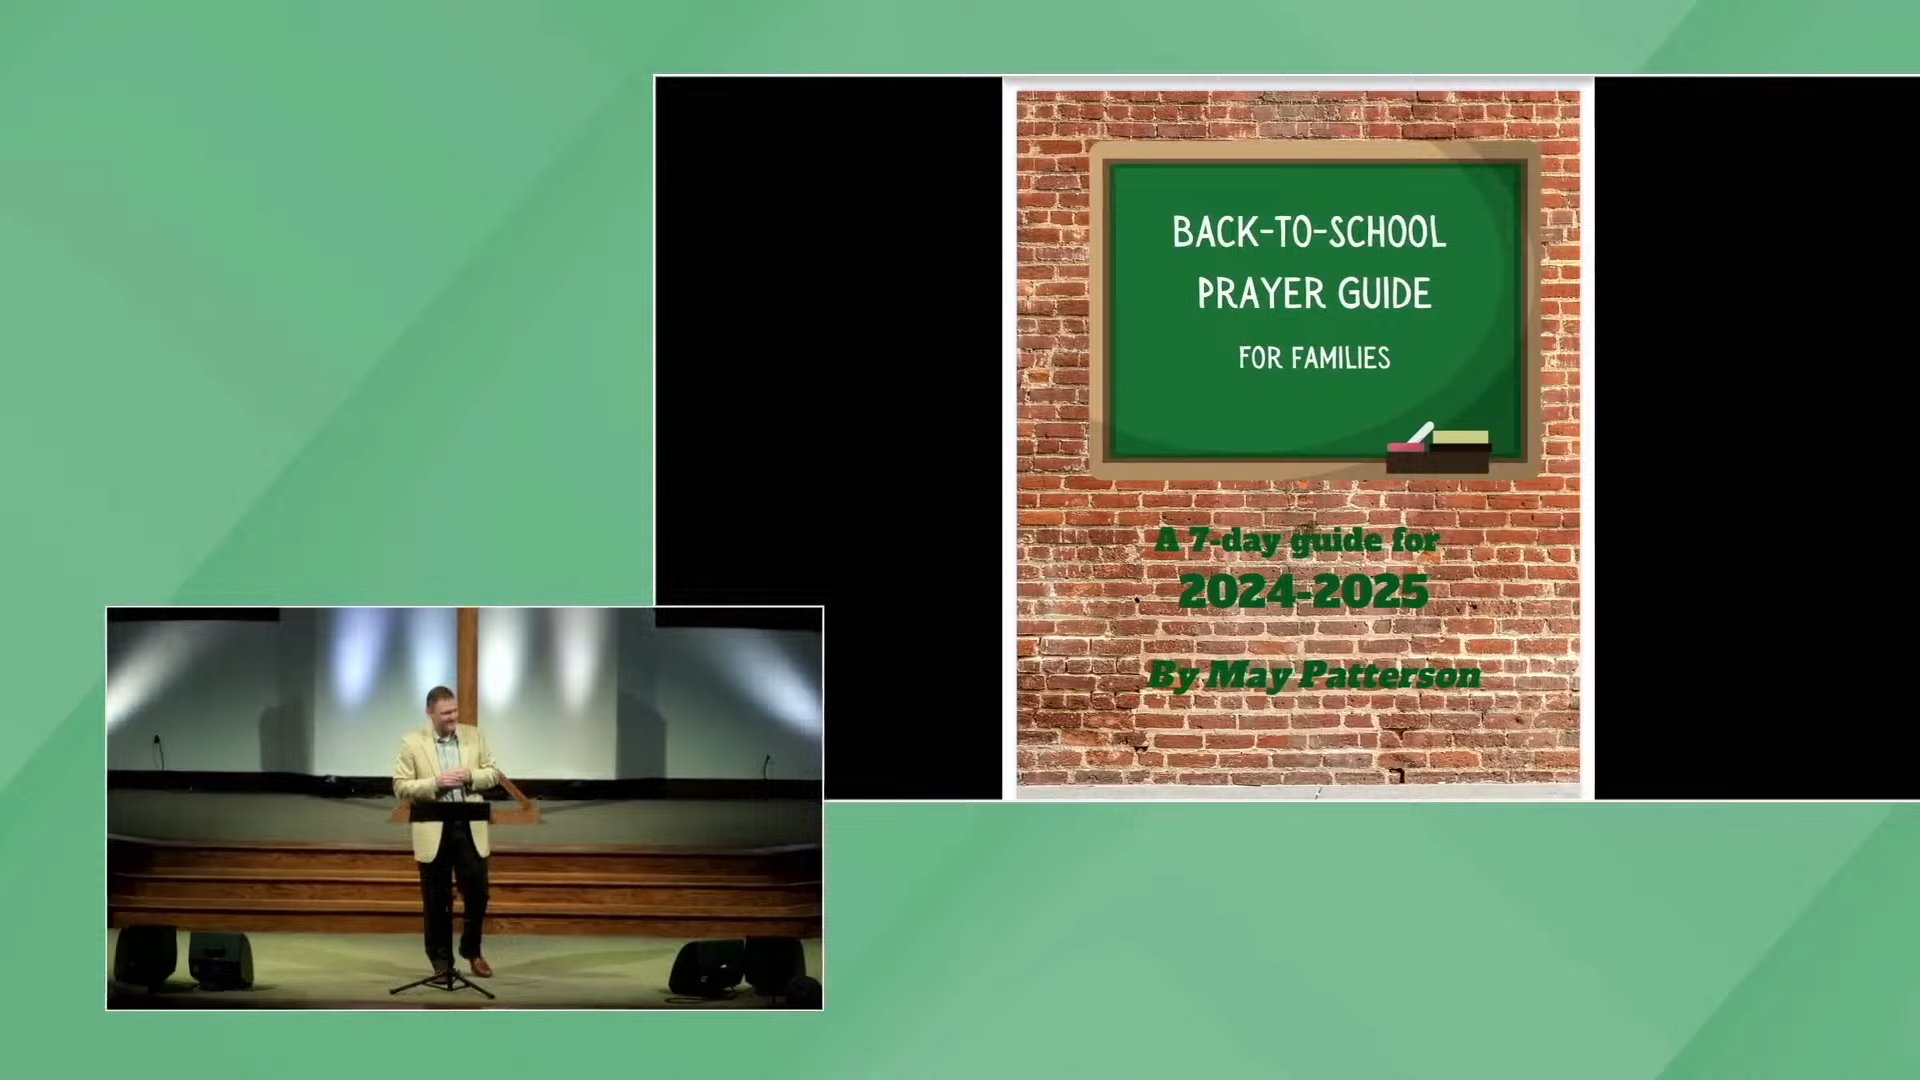 BACK-TO-SCHOOL
PRAYER GUIDE
FOR FAMILIES
A 7-day guide for
2024-2025
By May Patterson